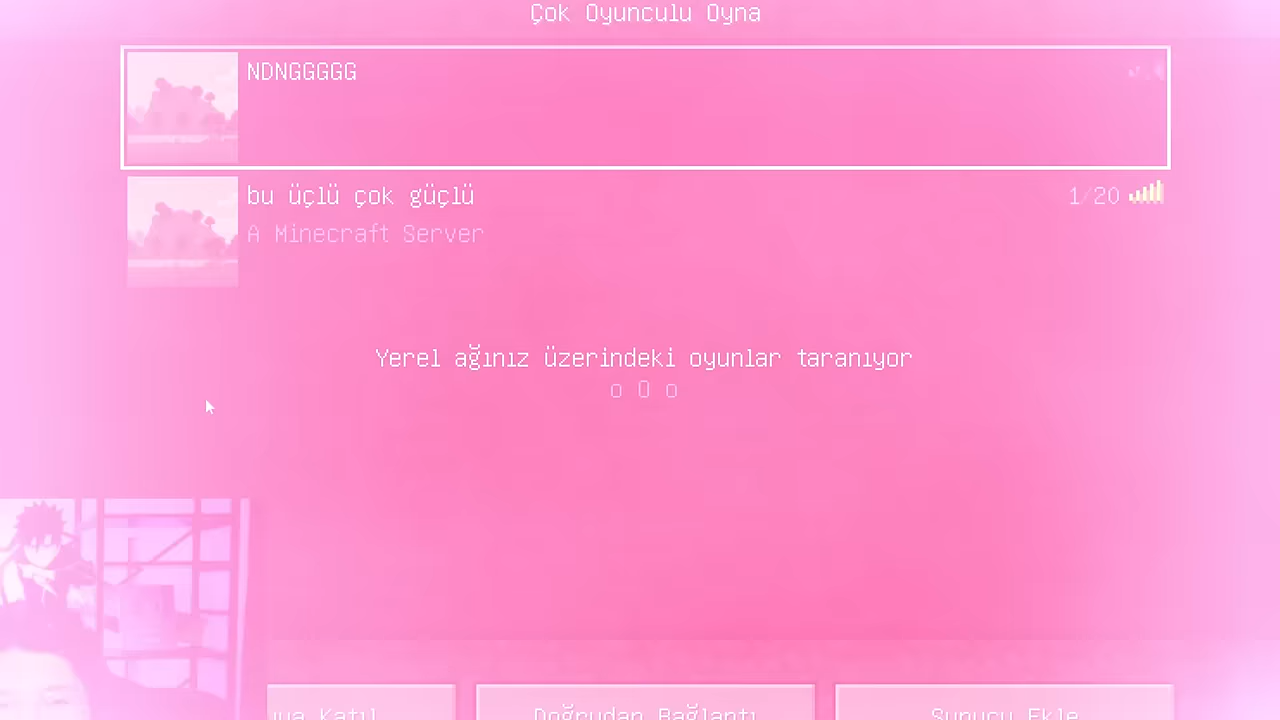 Çok Oyunculu Oyna
NDNGGGGG
bu üçlü çok güçlü
1/20
A Minecraft Server
Yerel ağınız üzerindeki oyunlar taranıyor
o O o
Katıl
Doğrudan Bağlantı
Sunucu Ekle